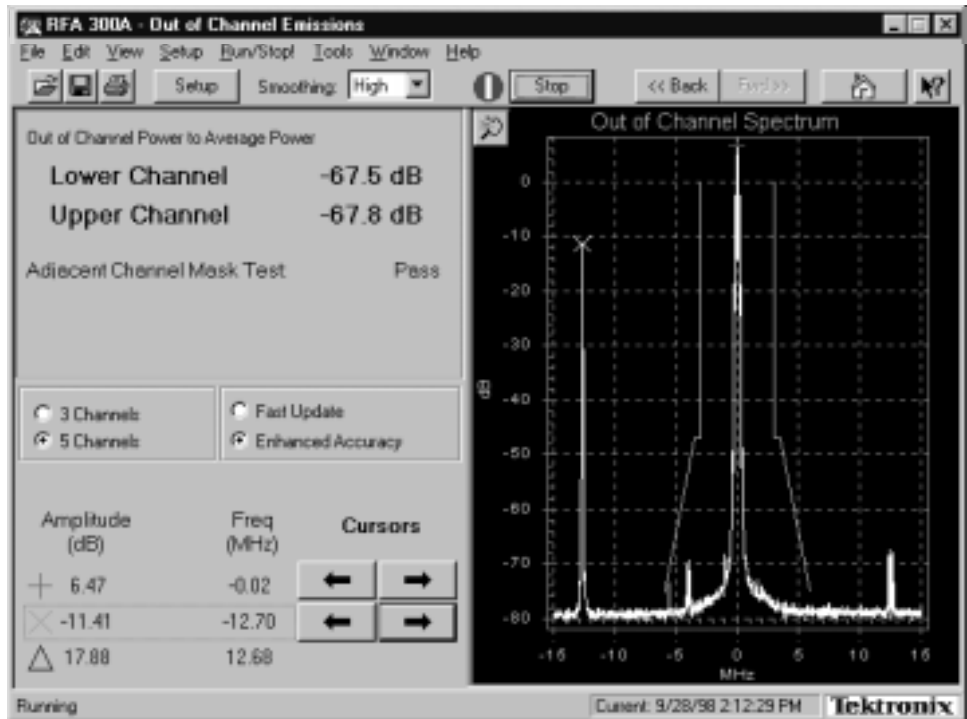 RFA 300A - Out of Channel Emissions
File Edit View Setup Run/Stop! Tools Window Help
Setup Smoothing: High Stop << Back Fwd >>
Out of Channel Power to Average Power
Lower Channel -67.5 dB
Upper Channel -67.8 dB
Adjacent Channel Mask Test Pass
3 Channels
5 Channels
Fast Update
Enhanced Accuracy
Amplitude (dB)
Freq (MHz)
Cursors
6.47 -0.02
-11.41 -12.70
17.88 12.68
Out of Channel Spectrum
0
-10
-20
-30
-40
-50
-60
-70
-80
dB
-16 -10 -5 0 5 10 16
MHz
Running
Current: 9/28/98 2:12:29 PM
Tektronix